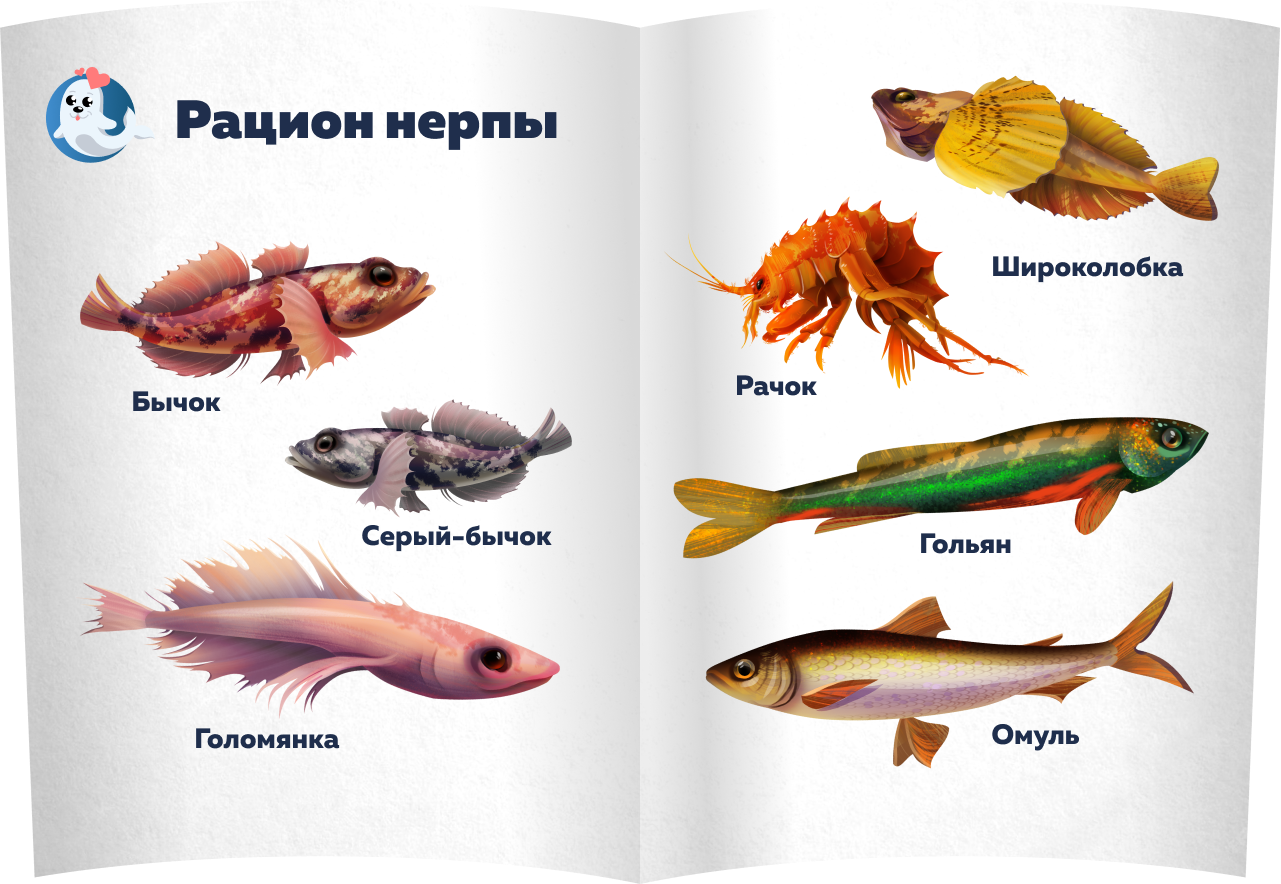 Рацион нерпы
Бычок
Серый-бычок
Голомянка
Широколобка
Рачок
Гольян
Омуль